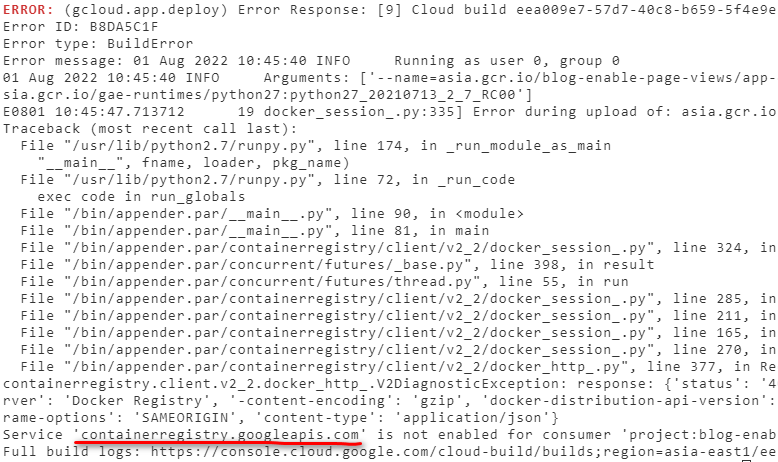 ERROR: (gcloud.app.deploy) Error Response: [9] Cloud build eea009e7-57d7-40c8-b659-5f4e9e
Error ID: B8DA5C1F
Error type: BuildError
Error message: 01 Aug 2022 10:45:40 INFO     Running as user 0, group 0
01 Aug 2022 10:45:40 INFO     Arguments: ['--name=asia.gcr.io/blog-enable-page-views/app-
sia.gcr.io/gae-runtimes/python27:python27_20210713_2_7_RC00']
E0801 10:45:47.713712      19 docker_session_.py:335] Error during upload of: asia.gcr.io
Traceback (most recent call last):
  File "/usr/lib/python2.7/runpy.py", line 174, in _run_module_as_main
    "__main__", fname, loader, pkg_name)
  File "/usr/lib/python2.7/runpy.py", line 72, in _run_code
    exec code in run_globals
  File "/bin/appender.par/__main__.py", line 90, in <module>
  File "/bin/appender.par/__main__.py", line 81, in main
  File "/bin/appender.par/containerregistry/client/v2_2/docker_session_.py", line 324, in
  File "/bin/appender.par/concurrent/futures/_base.py", line 398, in result
  File "/bin/appender.par/concurrent/futures/thread.py", line 55, in run
  File "/bin/appender.par/containerregistry/client/v2_2/docker_session_.py", line 285, in
  File "/bin/appender.par/containerregistry/client/v2_2/docker_session_.py", line 211, in
  File "/bin/appender.par/containerregistry/client/v2_2/docker_session_.py", line 165, in
  File "/bin/appender.par/containerregistry/client/v2_2/docker_session_.py", line 270, in
  File "/bin/appender.par/containerregistry/client/v2_2/docker_http_.py", line 377, in Re
containerregistry.client.v2_2.docker_http_.V2DiagnosticException: response: {'status': '4
rver': 'Docker Registry', '-content-encoding': 'gzip', 'docker-distribution-api-version':
rame-options': 'SAMEORIGIN', 'content-type': 'application/json'}
Service 'containerregistry.googleapis.com' is not enabled for consumer 'project:blog-enab
Full build logs: https://console.cloud.google.com/cloud-build/builds;region=asia-east1/ee